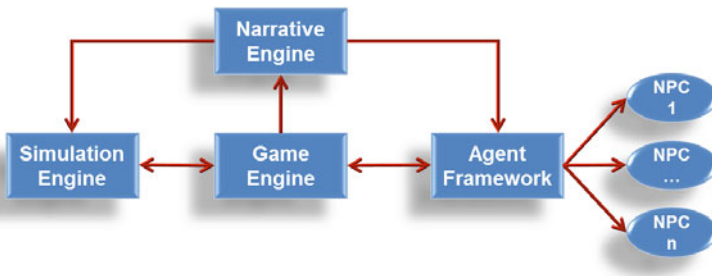 Narrative
Engine
NPC
1
Simulation
Engine
Game
Engine
Agent
Framework
NPC
...
NPC
n